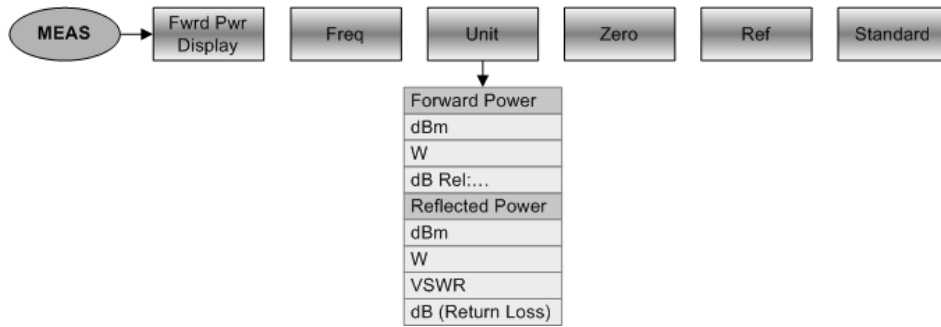 MEAS
Fwrd Pwr
Display
Freq
Unit
Zero
Ref
Standard
Forward Power
dBm
W
dB Rel:...
Reflected Power
dBm
W
VSWR
dB (Return Loss)